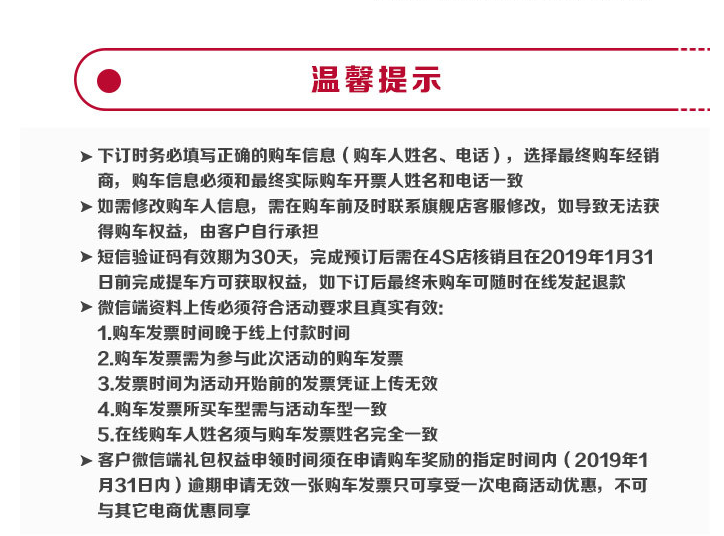 温馨提示
➤ 下订时务必填写正确的购车信息（购车人姓名、电话），选择最终购车经销
商，购车信息必须和最终实际购车开票人姓名和电话一致
➤ 如需修改购车人信息，需在购车前及时联系旗舰店客服修改，如导致无法获
得购车权益，由客户自行承担
➤ 短信验证码有效期为30天，完成预订后需在4S店核销且在2019年1月31
日前完成提车方可获取权益，如下订后最终未购车可随时在线发起退款
➤ 微信端资料上传必须符合活动要求且真实有效:
1.购车发票时间晚于线上付款时间
2.购车发票需为参与此次活动的购车发票
3.发票时间为活动开始前的发票凭证上传无效
4.购车发票所买车型需与活动车型一致
5.在线购车人姓名须与购车发票姓名完全一致
➤ 客户微信端礼包权益申领时间须在申请购车奖励的指定时间内（2019年1
月31日内）逾期申请无效一张购车发票只可享受一次电商活动优惠，不可
与其它电商优惠同享